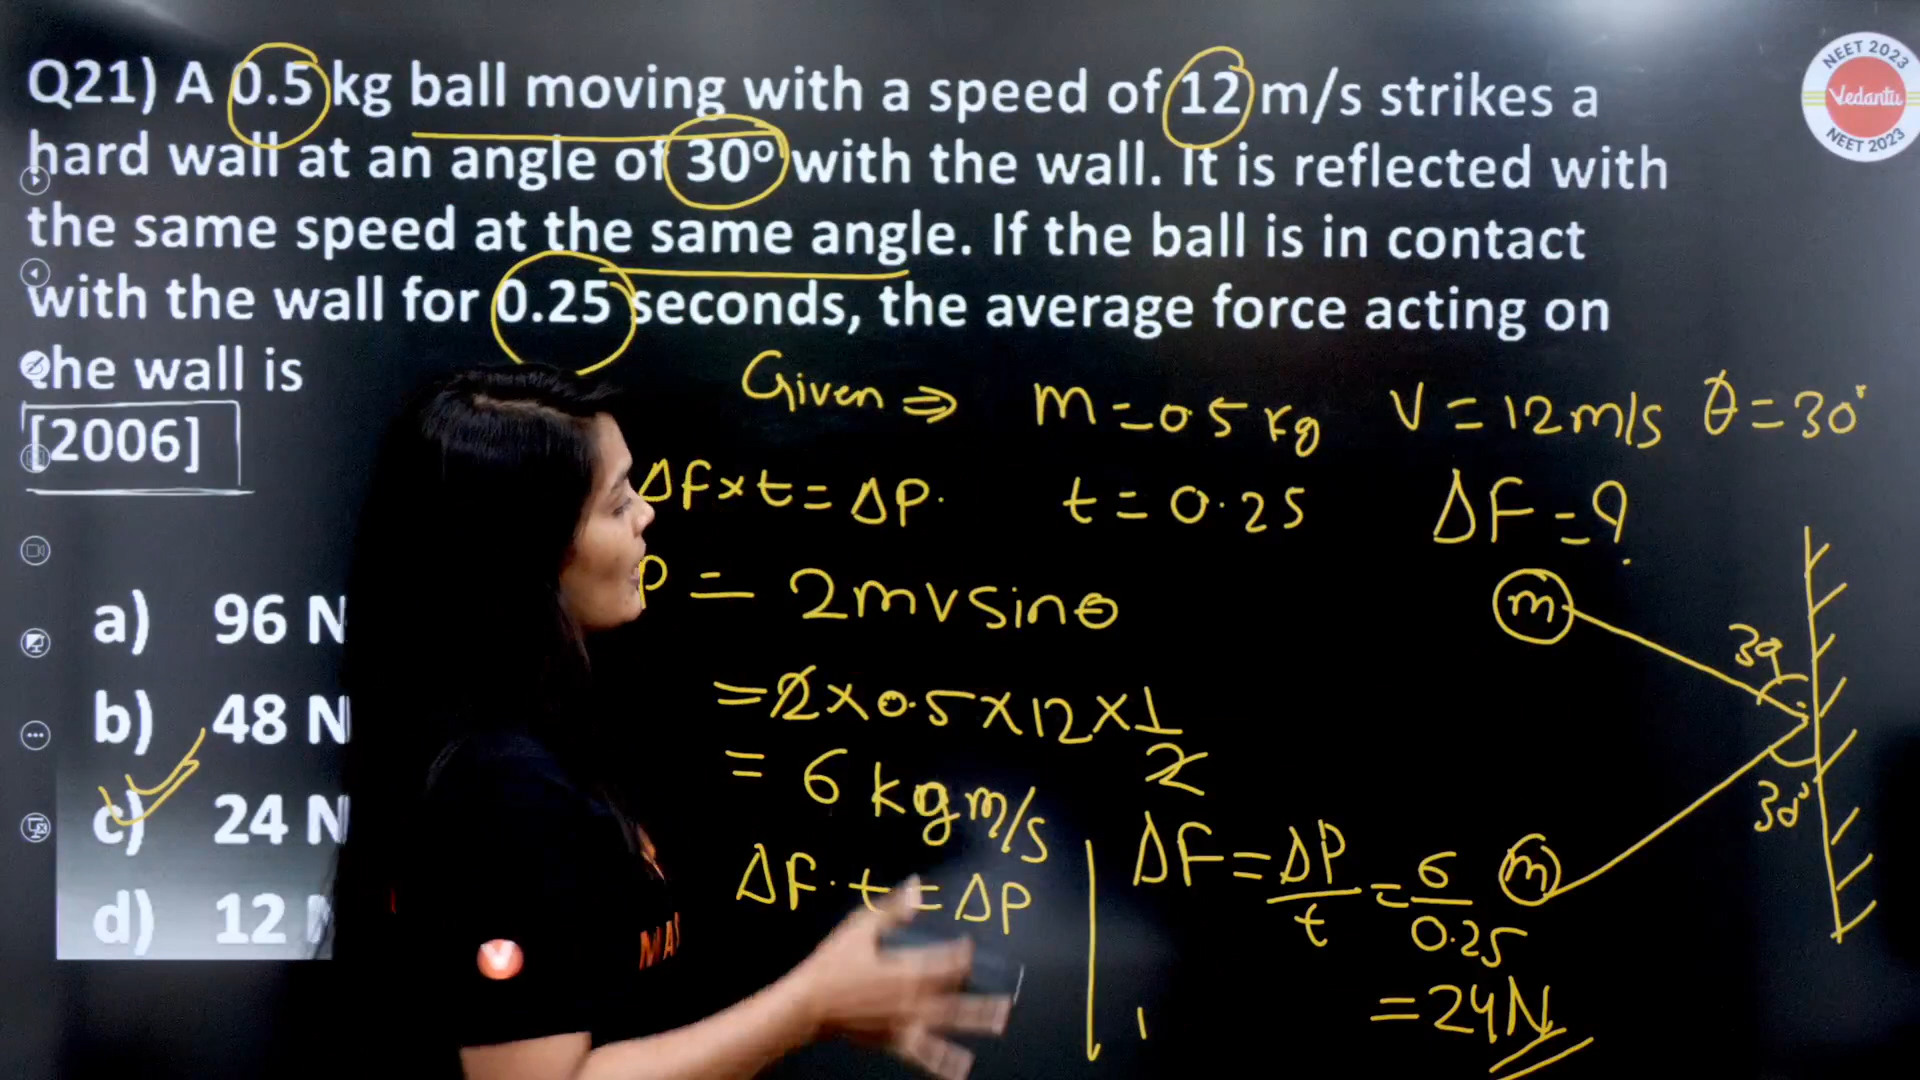 Q21) A 0.5 kg ball moving with a speed of 12 m/s strikes a
hard wall at an angle of 30º with the wall. It is reflected with
the same speed at the same angle. If the ball is in contact
with the wall for 0.25 seconds, the average force acting on
the wall is
[2006]
NEET 2023
Vedantu
NEET 2023
Given ⇒ m = 0.5 kg V = 12 m/s θ = 30°
ΔF × t = ΔP. t = 0.25 ΔF = ?
P = 2mvsinθ
= 2 × 0.5 × 12 × 1/2
= 6 kgm/s
ΔF · t = ΔP
ΔF = ΔP/t = 6/0.25
= 24N
m
30
30°
m
a) 96 N
b) 48 N
c) 24 N
d) 12 N
V